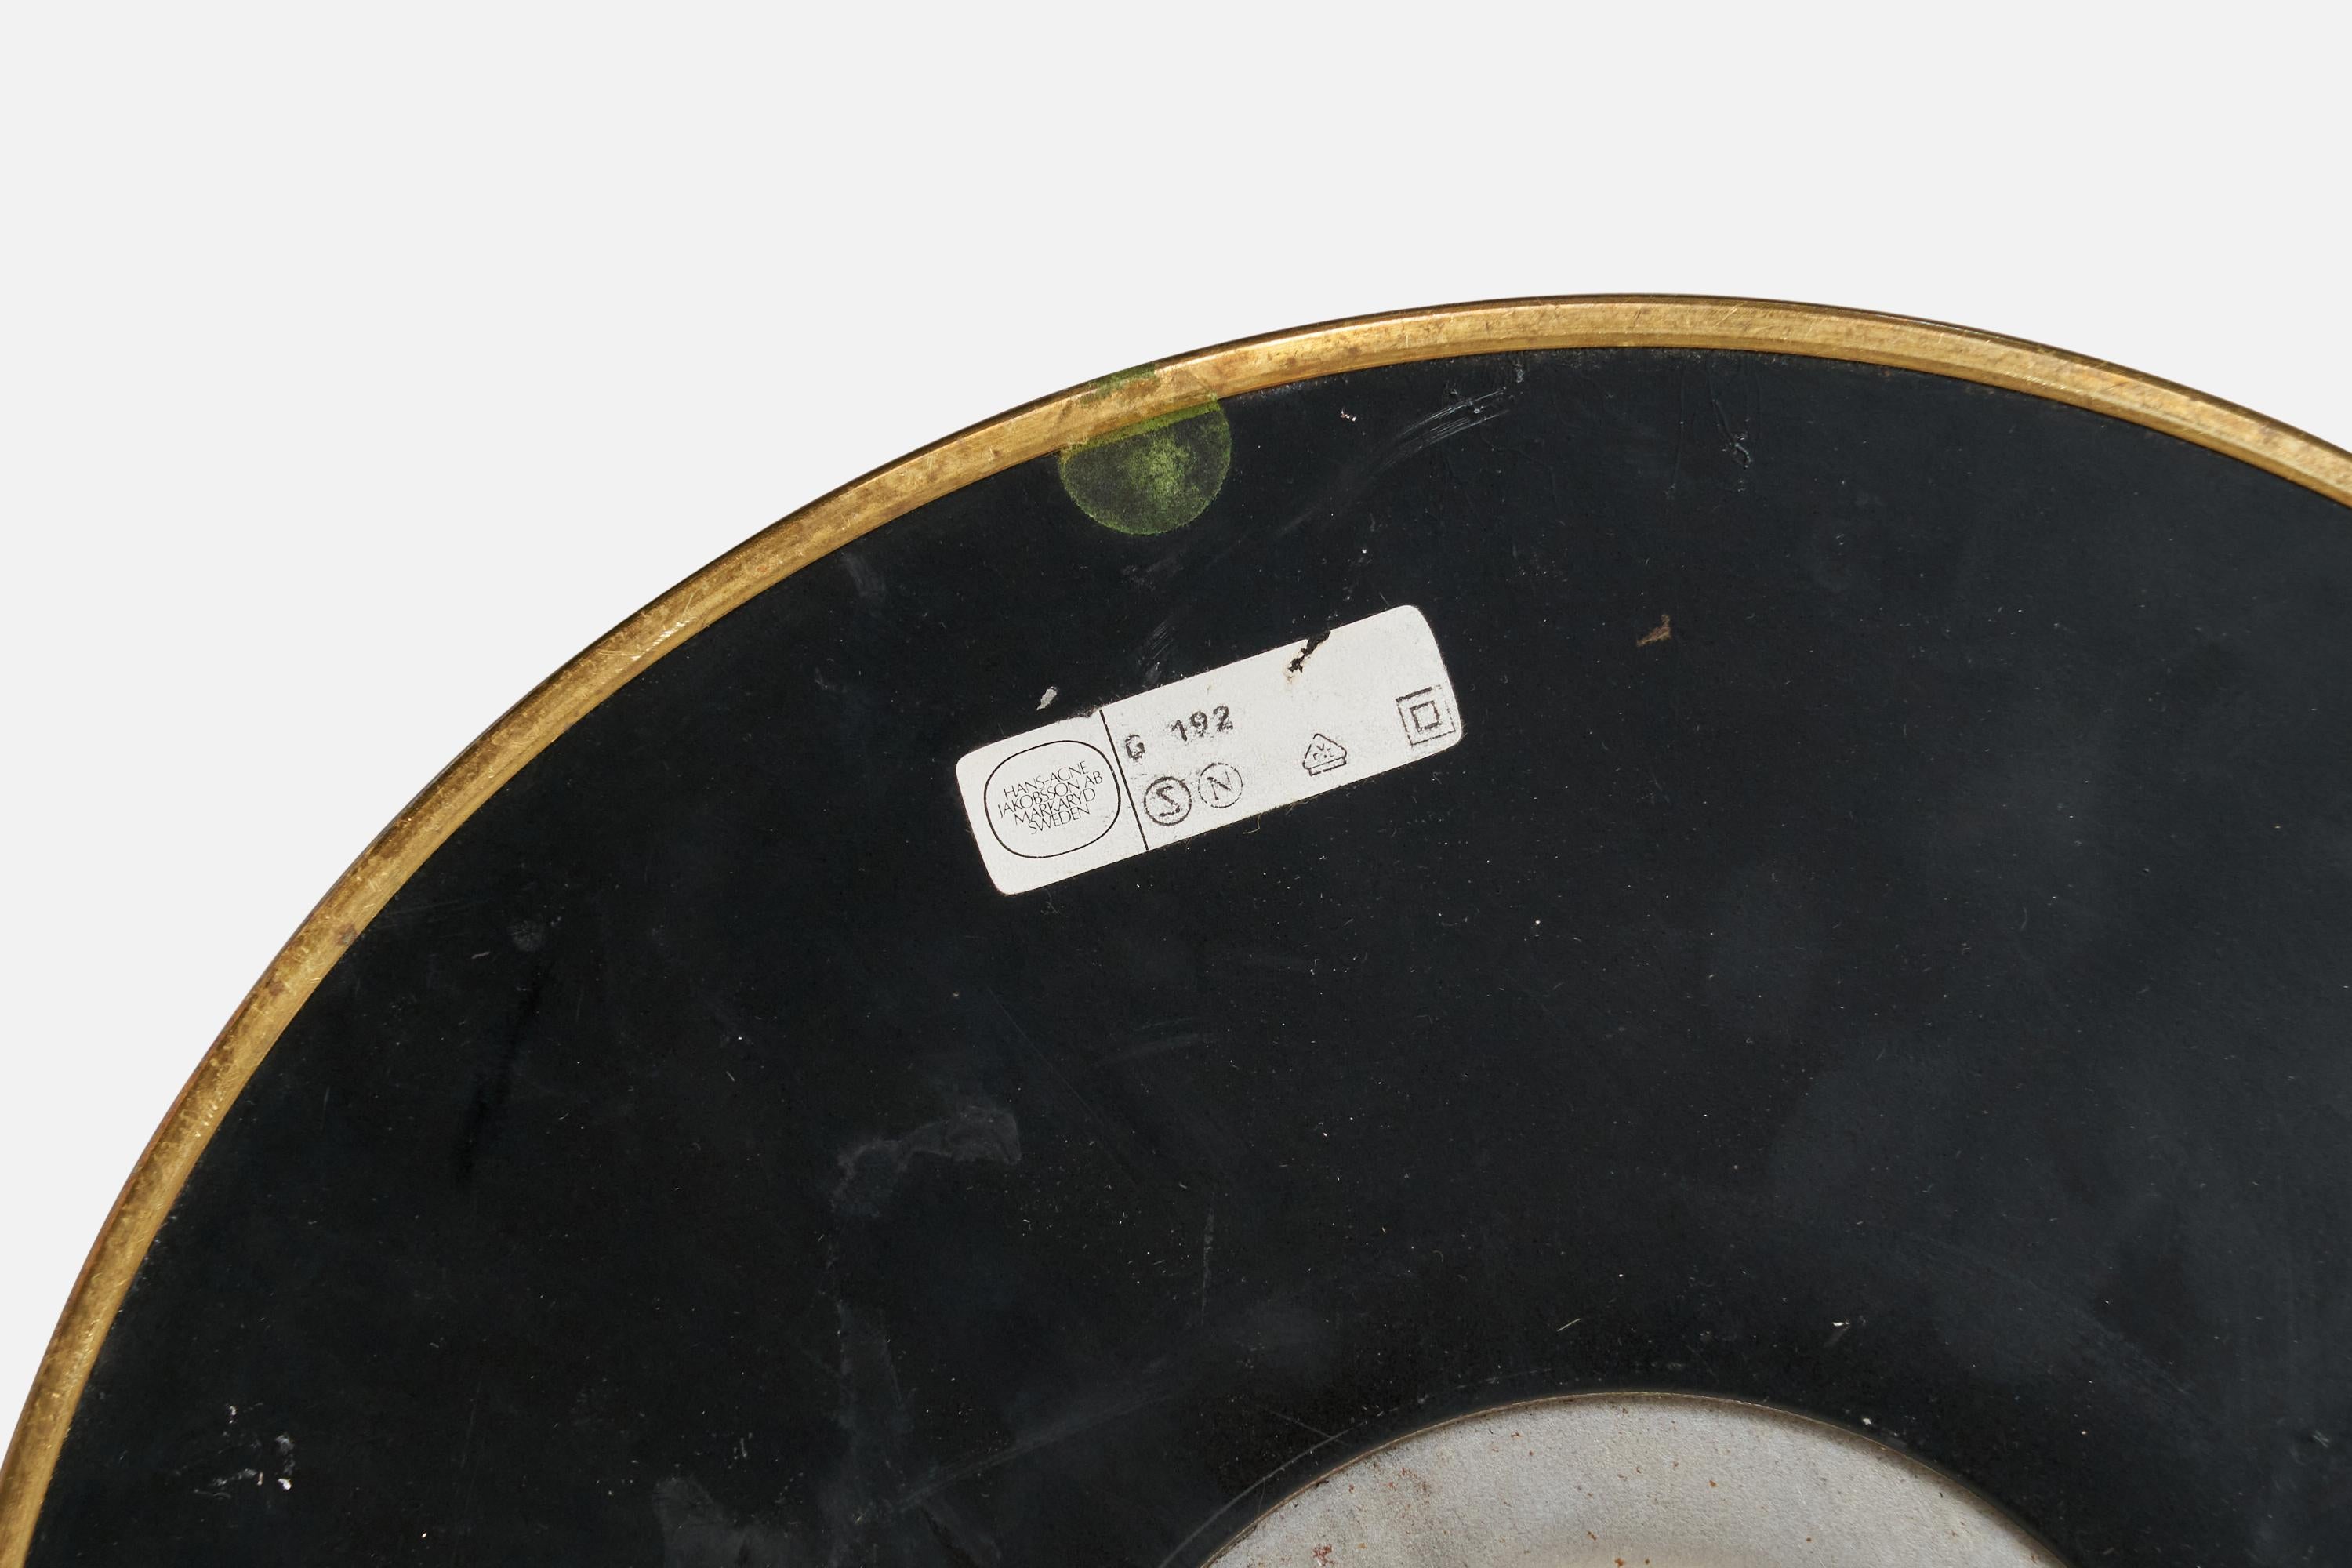 HANS-AGNE
JAKOBSSON AB
MARKARYD
SWEDEN
G 192
S N